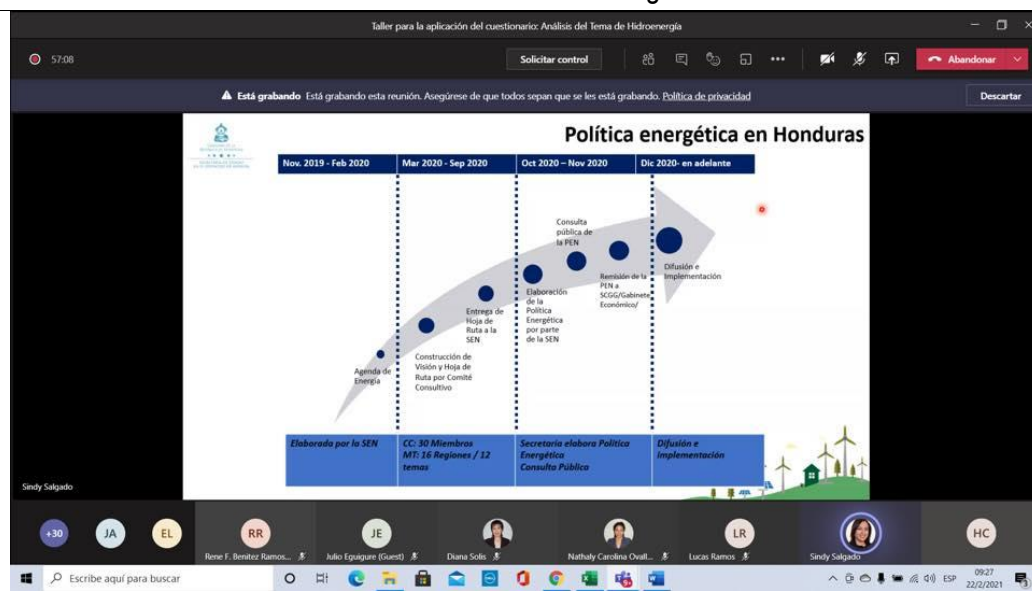 Taller para la aplicación del cuestionario: Análisis del Tema de Hidroenergía
57:08
Solicitar control
Abandonar
Está grabando Está grabando esta reunión. Asegúrese de que todos sepan que se les está grabando. Política de privacidad
Descartar
Política energética en Honduras
Nov. 2019 - Feb 2020
Mar 2020 - Sep 2020
Oct 2020 – Nov 2020
Dic 2020- en adelante
Agenda de
Energía
Construcción de
Visión y Hoja de
Ruta por Comité
Consultivo
Entrega de
Hoja de
Ruta a la
SEN
Elaboración
de la
Política
Energética
por parte
de la SEN
Consulta
pública de
la PEN
Remisión de la
PEN a
SCGG/Gabinete
Económico/
Difusión e
Implementación
Elaborada por la SEN
CC: 30 Miembros
MT: 16 Regiones / 12
temas
Secretaría elabora Política
Energética
Consulta Pública
Difusión e
Implementación
Sindy Salgado
+30
JA
EL
RR
Rene F. Benitez Ramos...
JE
Julio Eguigure (Guest)
Diana Solis
Nathaly Carolina Ovall...
LR
Lucas Ramos
Sindy Salgado
HC
Escribe aquí para buscar
ESP
09:27
22/2/2021